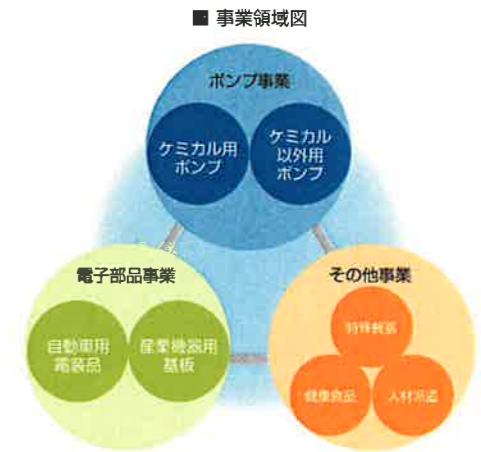 ■ 事業領域図
ポンプ事業
ケミカル用
ポンプ
ケミカル
以外用
ポンプ
電子部品事業
自動車用
電装品
産業機器用
基板
その他事業
特殊機器
健康食品
人材派遣